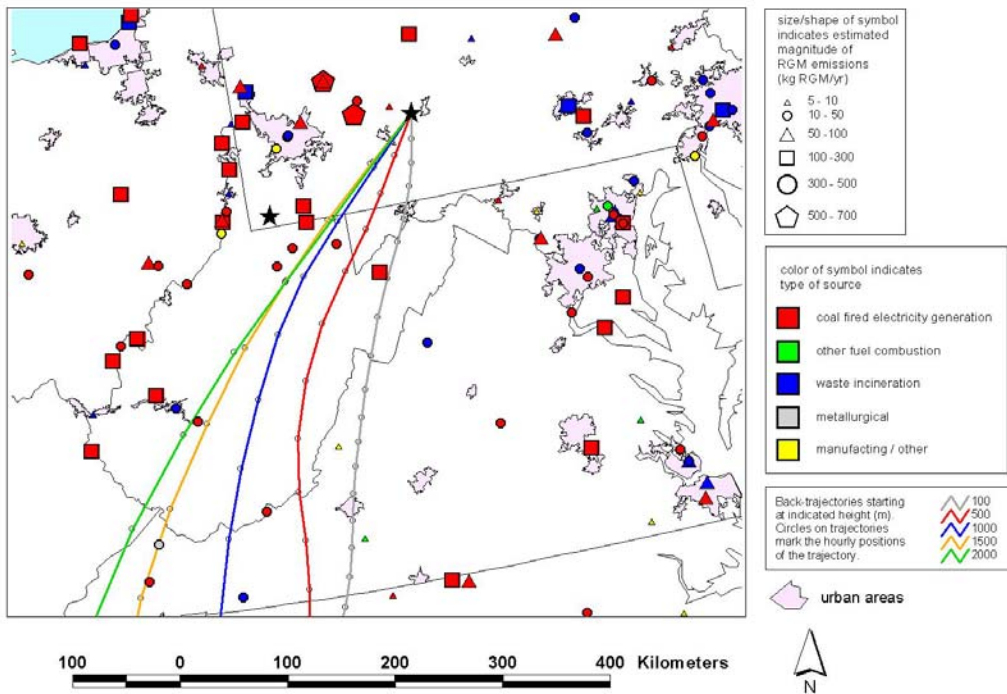 size/shape of symbol
indicates estimated
magnitude of
RGM emissions
(kg RGM/yr)
5 - 10
10 - 50
50 - 100
100 - 300
300 - 500
500 - 700
color of symbol indicates
type of source
coal fired electricity generation
other fuel combustion
waste incineration
metallurgical
manufacting / other
Back-trajectories starting
at indicated height (m).
Circles on trajectories
mark the hourly positions
of the trajectory.
100
500
1000
1500
2000
urban areas
100 0 100 200 300 400 Kilometers
N